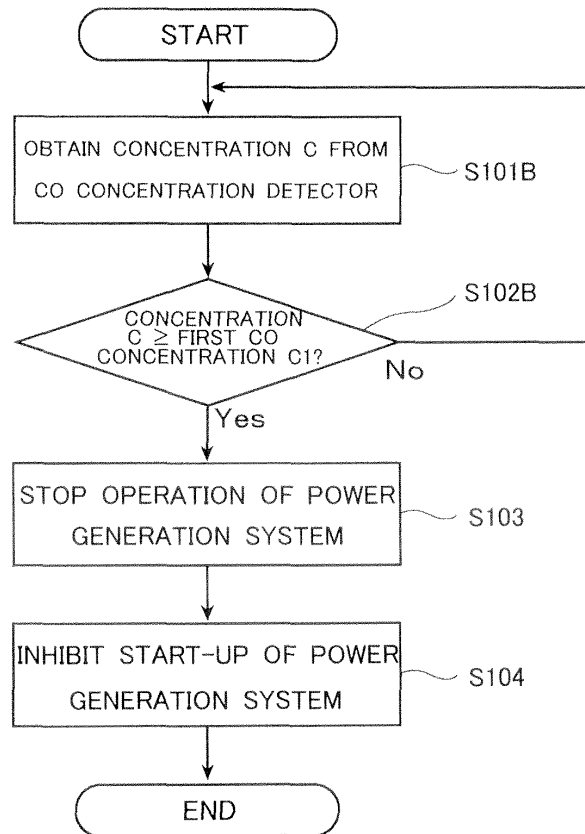 START
OBTAIN CONCENTRATION C FROM
CO CONCENTRATION DETECTOR
S101B
CONCENTRATION
C ≥ FIRST CO
CONCENTRATION C1?
S102B
No
Yes
STOP OPERATION OF POWER
GENERATION SYSTEM
S103
INHIBIT START-UP OF POWER
GENERATION SYSTEM
S104
END